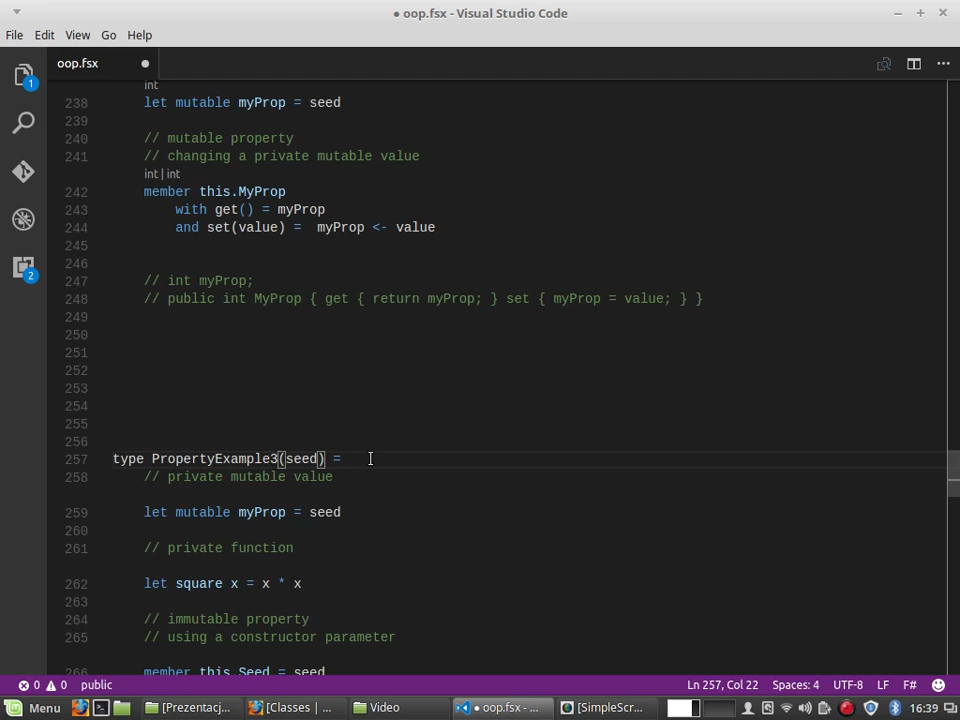 ● oop.fsx - Visual Studio Code
File Edit View Go Help
oop.fsx
int
238 let mutable myProp = seed
239
240 // mutable property
241 // changing a private mutable value
int | int
242 member this.MyProp
243 with get() = myProp
244 and set(value) = myProp <- value
245
246
247 // int myProp;
248 // public int MyProp { get { return myProp; } set { myProp = value; } }
249
250
251
252
253
254
255
256
257 type PropertyExample3(seed) =
258 // private mutable value
259 let mutable myProp = seed
260
261 // private function
262 let square x = x * x
263
264 // immutable property
265 // using a constructor parameter
266 member this.Seed = seed
1
2
0 0 public Ln 257, Col 22 Spaces: 4 UTF-8 LF F#
Menu [Prezentacj... [Classes | ... Video ● oop.fsx - ... [SimpleScr... 16:39